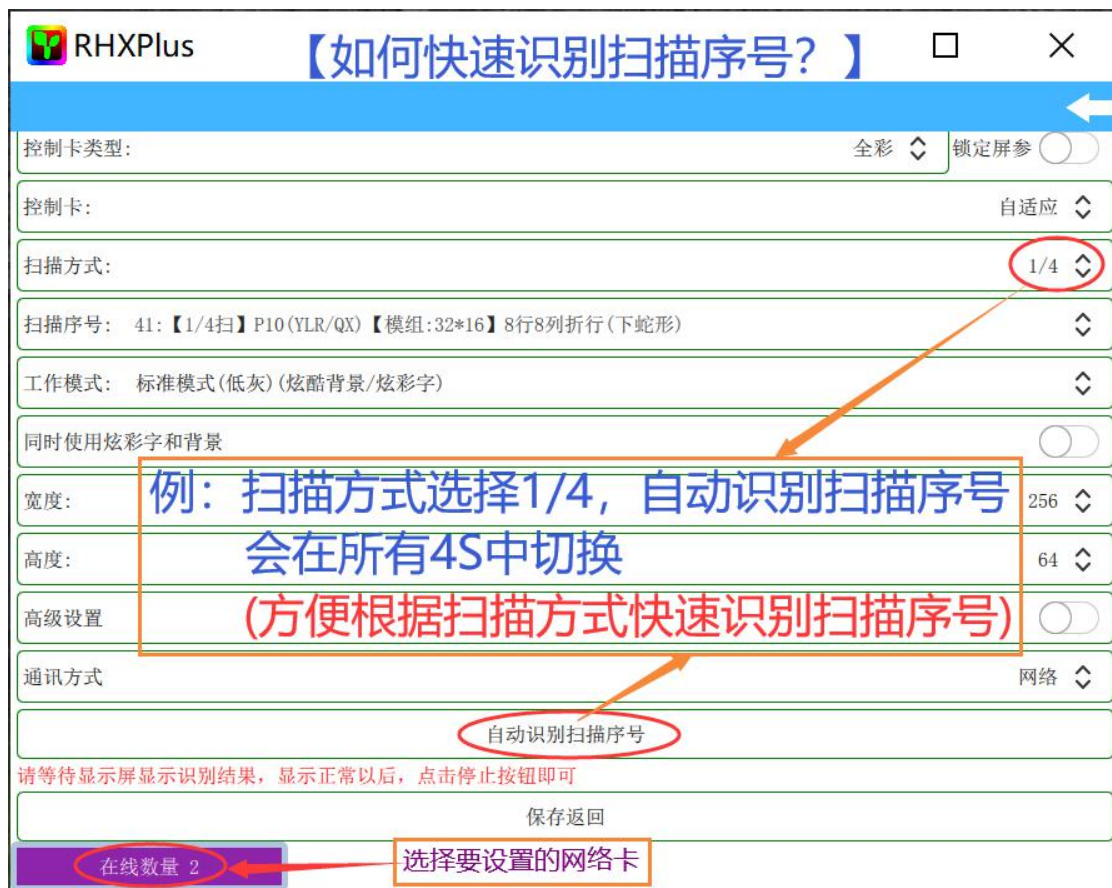 RHXPlus
【如何快速识别扫描序号？】
控制卡类型: 全彩 锁定屏参
控制卡: 自适应
扫描方式: 1/4
扫描序号: 41:【1/4扫】P10(YLR/QX)【模组:32*16】8行8列折行(下蛇形)
工作模式: 标准模式(低灰)(炫酷背景/炫彩字)
同时使用炫彩字和背景
宽度: 256
例：扫描方式选择1/4，自动识别扫描序号
会在所有4S中切换
高度: 64
高级设置
(方便根据扫描方式快速识别扫描序号)
通讯方式 网络
自动识别扫描序号
请等待显示屏显示识别结果，显示正常以后，点击停止按钮即可
保存返回
在线数量 2
选择要设置的网络卡